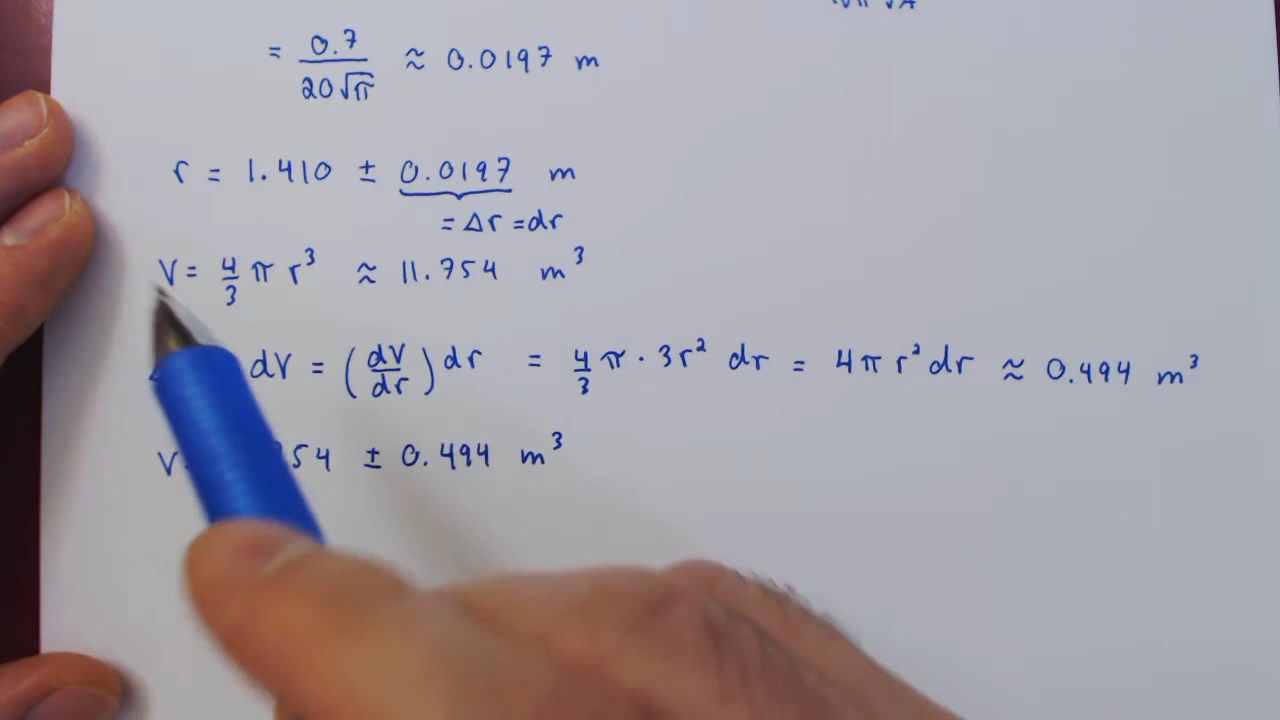 = 0.7 / 20√π ≈ 0.0197 m
r = 1.410 ± 0.0197 m
= Δr = dr
V = 4/3 π r³ ≈ 11.754 m³
dV = (dV/dr) dr = 4/3 π · 3r² dr = 4π r² dr ≈ 0.494 m³
V 54 ± 0.494 m³